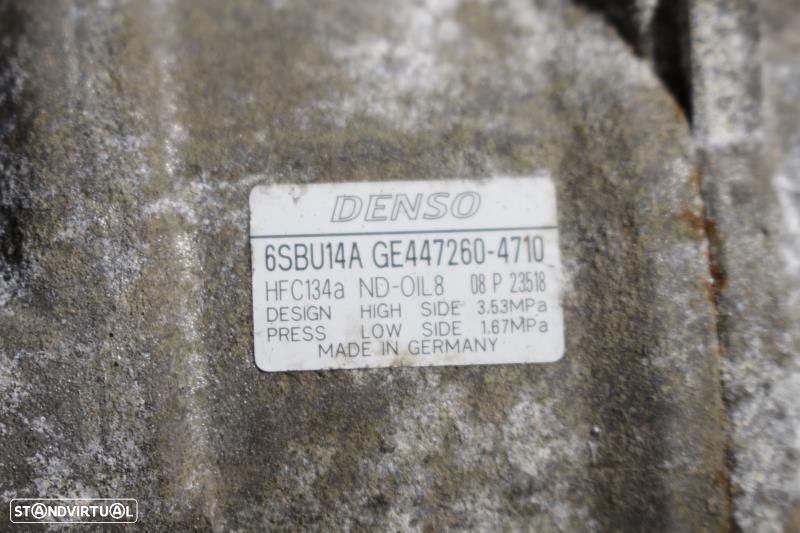 DENSO
6SBU14A GE447260-4710
HFC134a ND-OIL8 08 P 23518
DESIGN HIGH SIDE 3.53MPa
PRESS LOW SIDE 1.67MPa
MADE IN GERMANY
STANDVIRTUAL